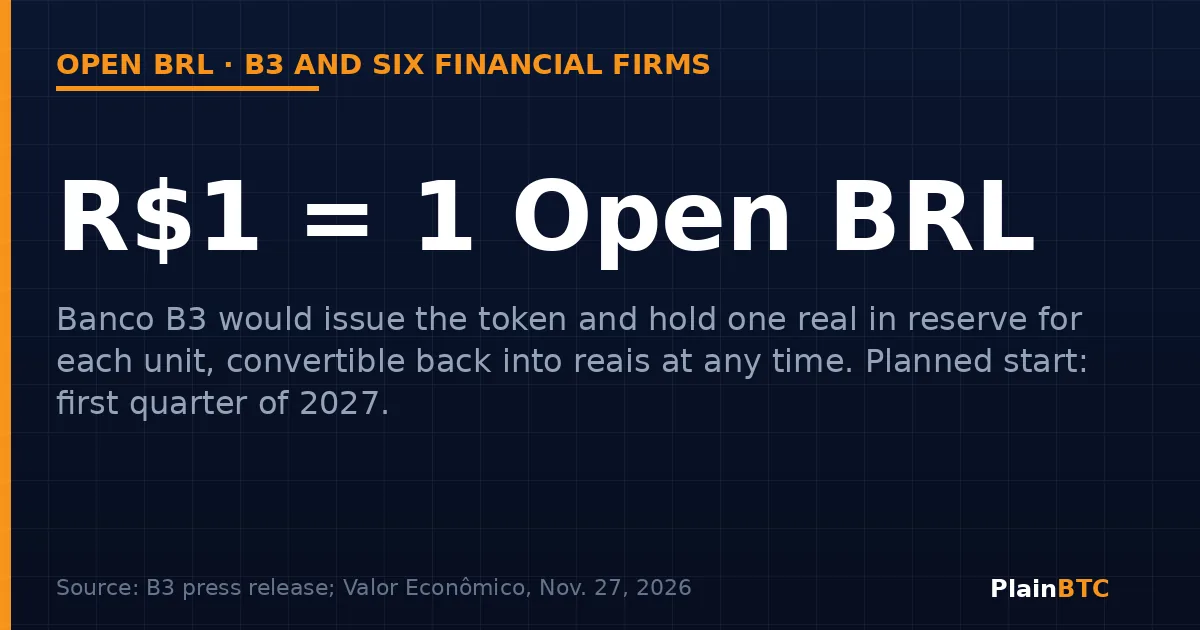 OPEN BRL · B3 AND SIX FINANCIAL FIRMS
R$1 = 1 Open BRL
Banco B3 would issue the token and hold one real in reserve for
each unit, convertible back into reais at any time. Planned start:
first quarter of 2027.
Source: B3 press release; Valor Econômico, Nov. 27, 2026
PlainBTC